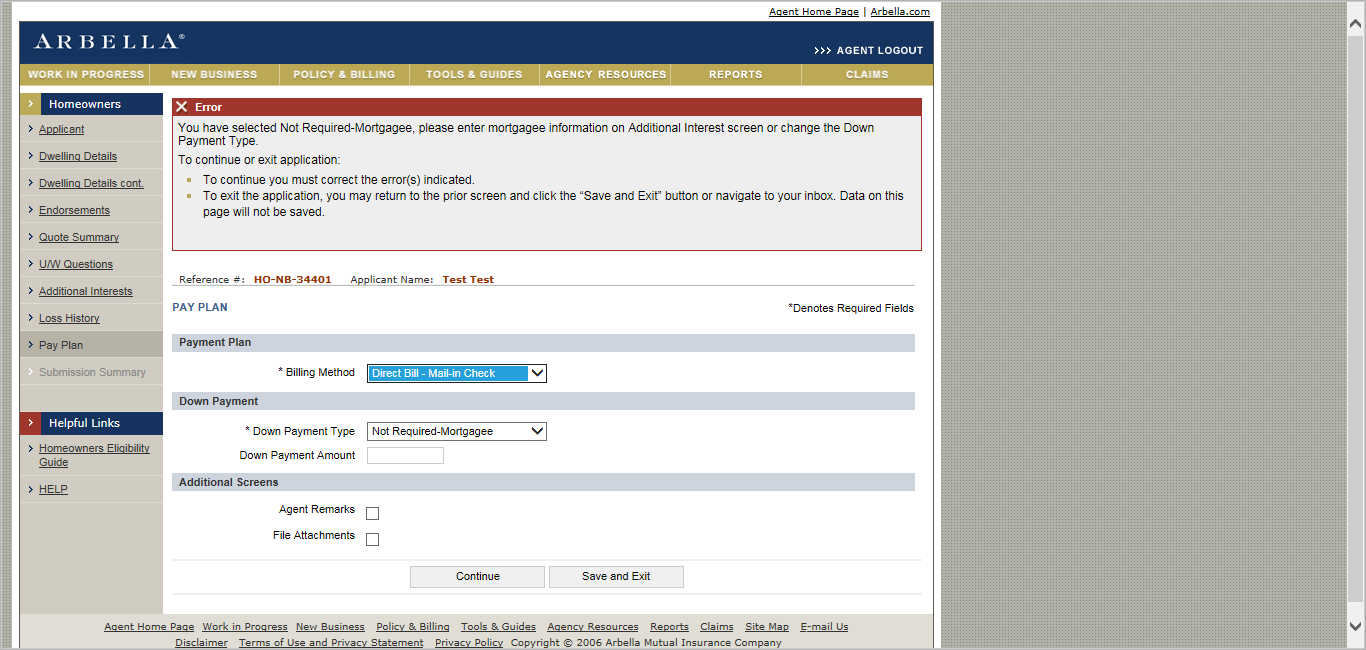 Agent Home Page | Arbella.com
ARBELLA®
>>> AGENT LOGOUT
WORK IN PROGRESS NEW BUSINESS POLICY & BILLING TOOLS & GUIDES AGENCY RESOURCES REPORTS CLAIMS
Homeowners
Applicant
Dwelling Details
Dwelling Details cont.
Endorsements
Quote Summary
U/W Questions
Additional Interests
Loss History
Pay Plan
Submission Summary
Helpful Links
Homeowners Eligibility
Guide
HELP
Error
You have selected Not Required-Mortgagee, please enter mortgagee information on Additional Interest screen or change the Down
Payment Type.
To continue or exit application:
To continue you must correct the error(s) indicated.
To exit the application, you may return to the prior screen and click the “Save and Exit” button or navigate to your inbox. Data on this
page will not be saved.
Reference #: HO-NB-34401 Applicant Name: Test Test
PAY PLAN
*Denotes Required Fields
Payment Plan
* Billing Method Direct Bill - Mail-in Check
Down Payment
* Down Payment Type Not Required-Mortgagee
Down Payment Amount
Additional Screens
Agent Remarks
File Attachments
Continue Save and Exit
Agent Home Page Work in Progress New Business Policy & Billing Tools & Guides Agency Resources Reports Claims Site Map E-mail Us
Disclaimer Terms of Use and Privacy Statement Privacy Policy Copyright © 2006 Arbella Mutual Insurance Company